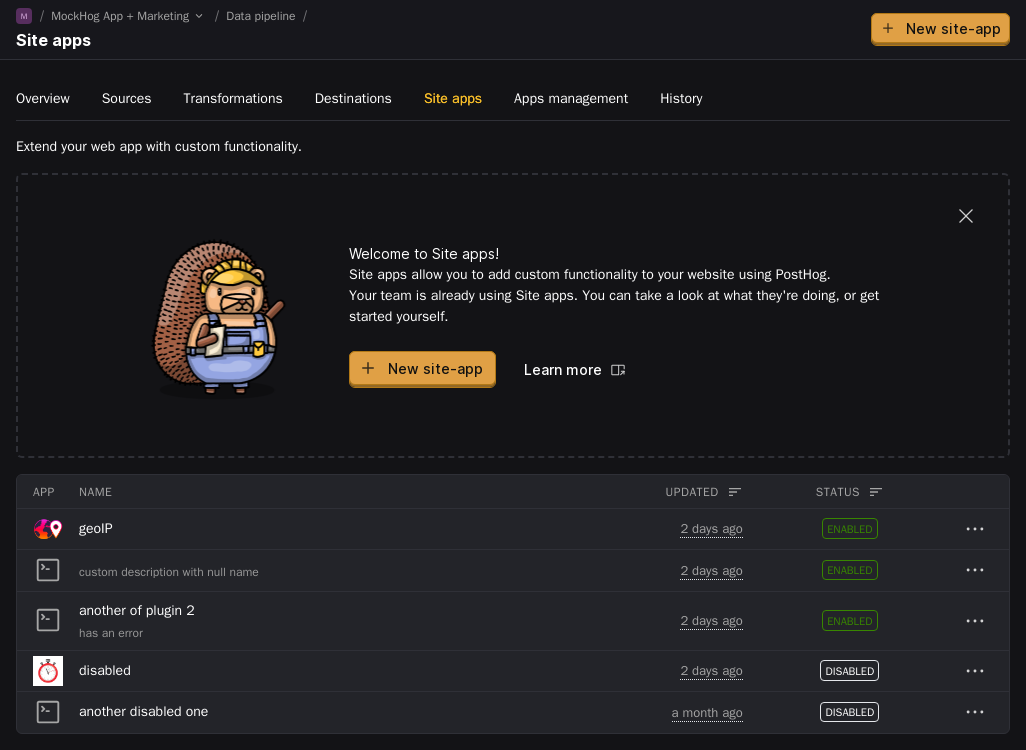 M / MockHog App + Marketing / Data pipeline /
Site apps
New site-app
Overview Sources Transformations Destinations Site apps Apps management History
Extend your web app with custom functionality.
Welcome to Site apps!
Site apps allow you to add custom functionality to your website using PostHog.
Your team is already using Site apps. You can take a look at what they're doing, or get
started yourself.
New site-app Learn more
APP NAME UPDATED STATUS
geoIP 2 days ago ENABLED
custom description with null name 2 days ago ENABLED
another of plugin 2
has an error 2 days ago ENABLED
disabled 2 days ago DISABLED
another disabled one a month ago DISABLED